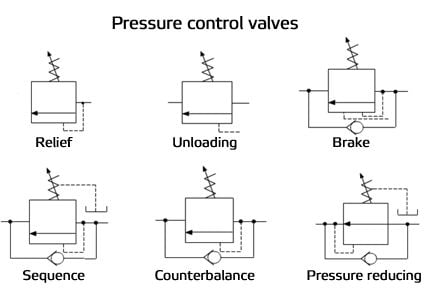 Pressure control valves
Relief
Unloading
Brake
Sequence
Counterbalance
Pressure reducing